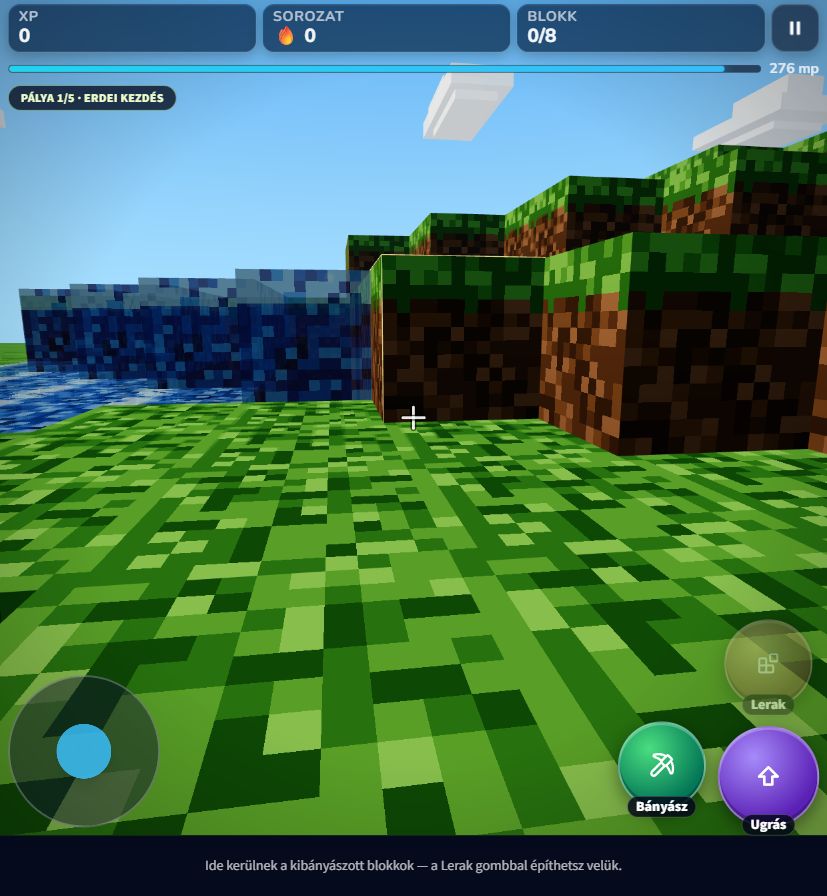 XP
0
SOROZAT
🔥 0
BLOKK
0/8
276 mp
PÁLYA 1/5 · ERDEI KEZDÉS
Lerak
Bányász
Ugrás
Ide kerülnek a kibányászott blokkok — a Lerak gombbal építhetsz velük.